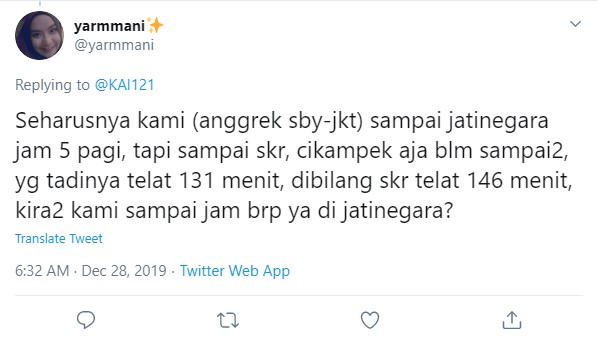 yarmmani✨
@yarmmani
Replying to @KAI121
Seharusnya kami (anggrek sby-jkt) sampai jatinegara
jam 5 pagi, tapi sampai skr, cikampek aja blm sampai2,
yg tadinya telat 131 menit, dibilang skr telat 146 menit,
kira2 kami sampai jam brp ya di jatinegara?
Translate Tweet
6:32 AM · Dec 28, 2019 · Twitter Web App